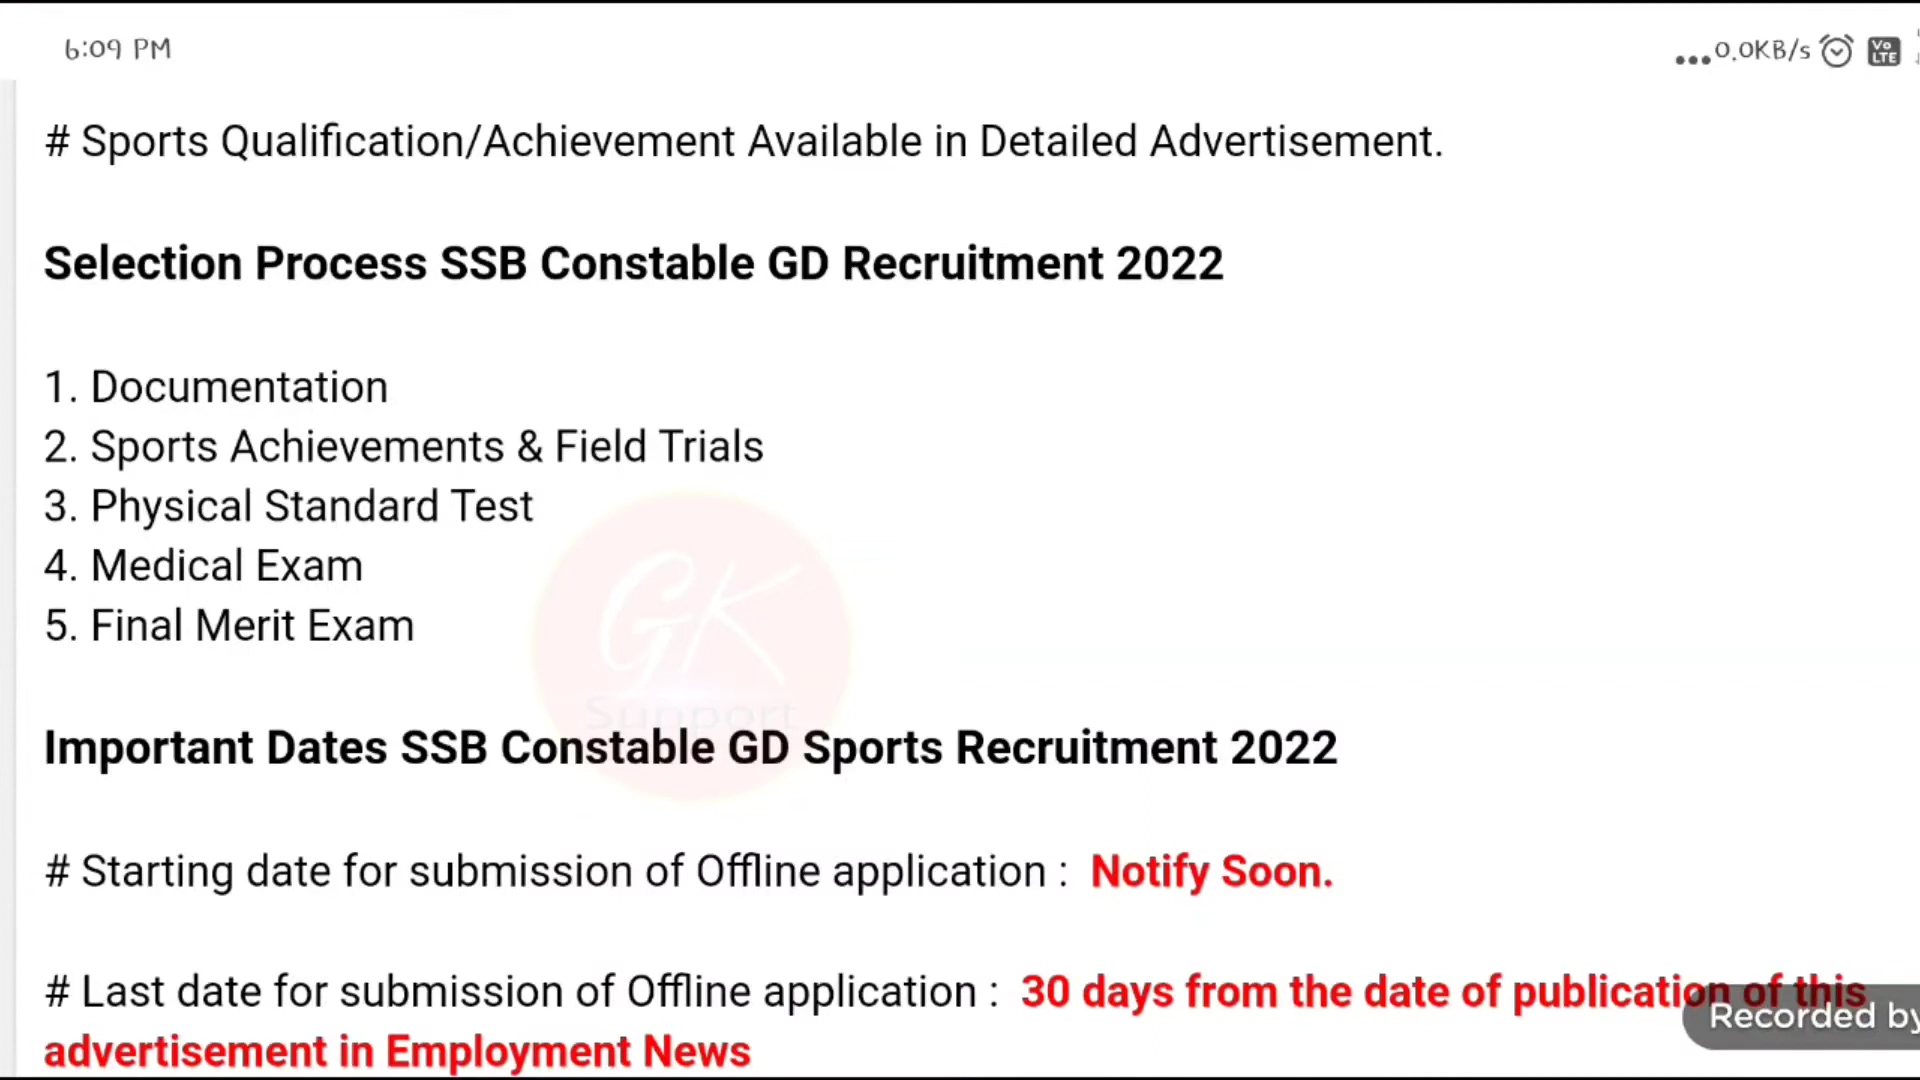 6:09 PM
...0.0KB/s Vo LTE
# Sports Qualification/Achievement Available in Detailed Advertisement.
Selection Process SSB Constable GD Recruitment 2022
1. Documentation
2. Sports Achievements & Field Trials
3. Physical Standard Test
4. Medical Exam
5. Final Merit Exam
GK
Support
Important Dates SSB Constable GD Sports Recruitment 2022
# Starting date for submission of Offline application : Notify Soon.
# Last date for submission of Offline application : 30 days from the date of publication of this
advertisement in Employment News
Recorded by